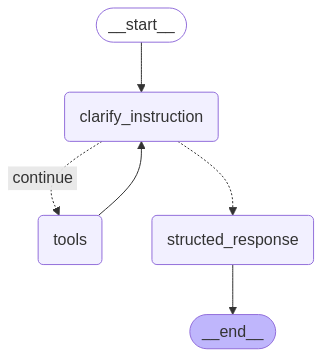 __start__
clarify_instruction
continue
tools
structed_response
__end__